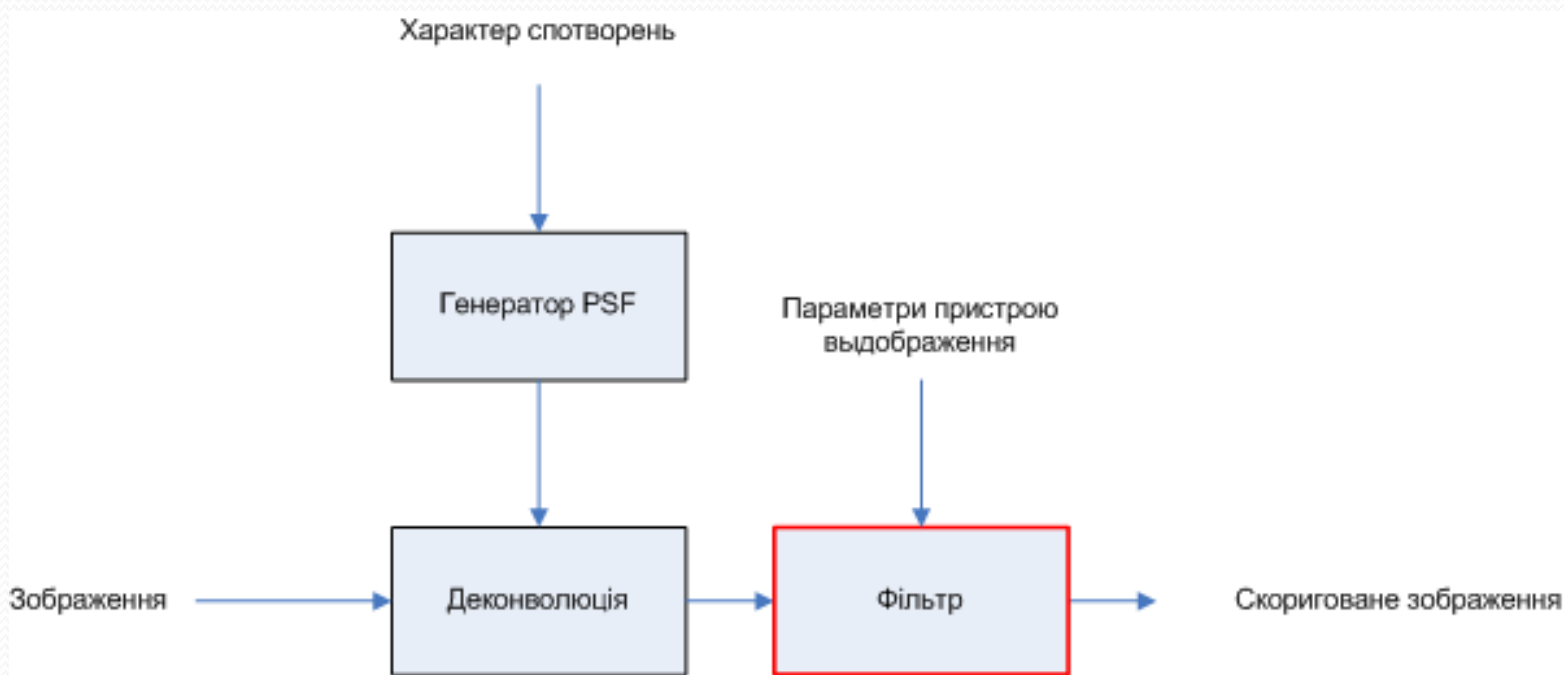 Характер спотворень
Генератор PSF
Параметри пристрою
выдображення
Зображення
Деконволюція
Фільтр
Скориговане зображення